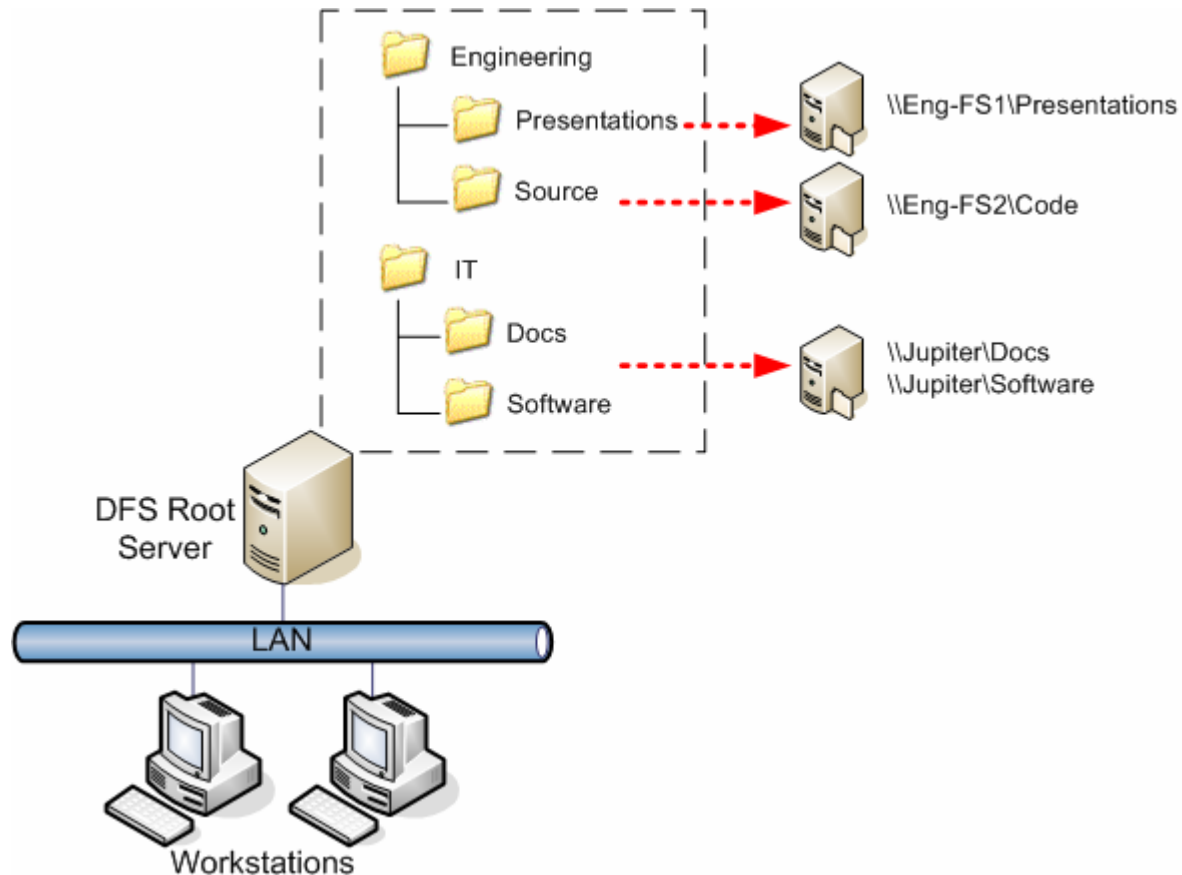 Engineering
Presentations
Source
IT
Docs
Software
\\Eng-FS1\Presentations
\\Eng-FS2\Code
\\Jupiter\Docs
\\Jupiter\Software
DFS Root
Server
LAN
Workstations